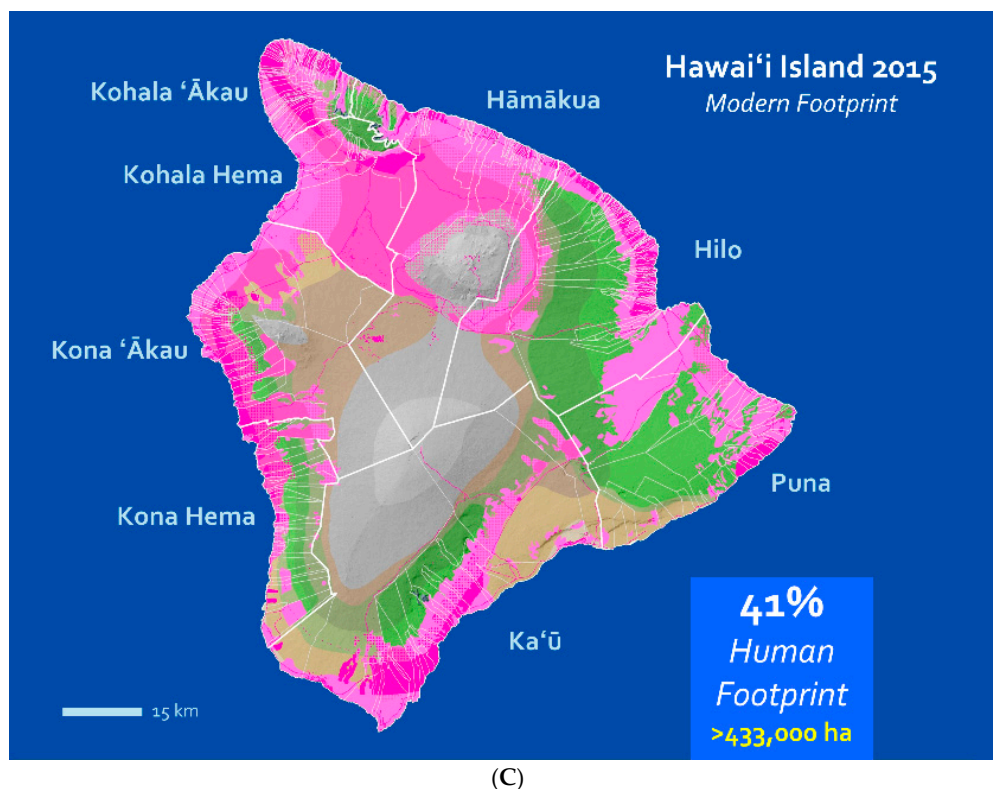 Hawaiʻi Island 2015
Modern Footprint
Kohala ʻĀkau
Hāmākua
Kohala Hema
Hilo
Kona ʻĀkau
Puna
Kona Hema
Kaʻū
41%
Human
Footprint
>433,000 ha
15 km
(C)